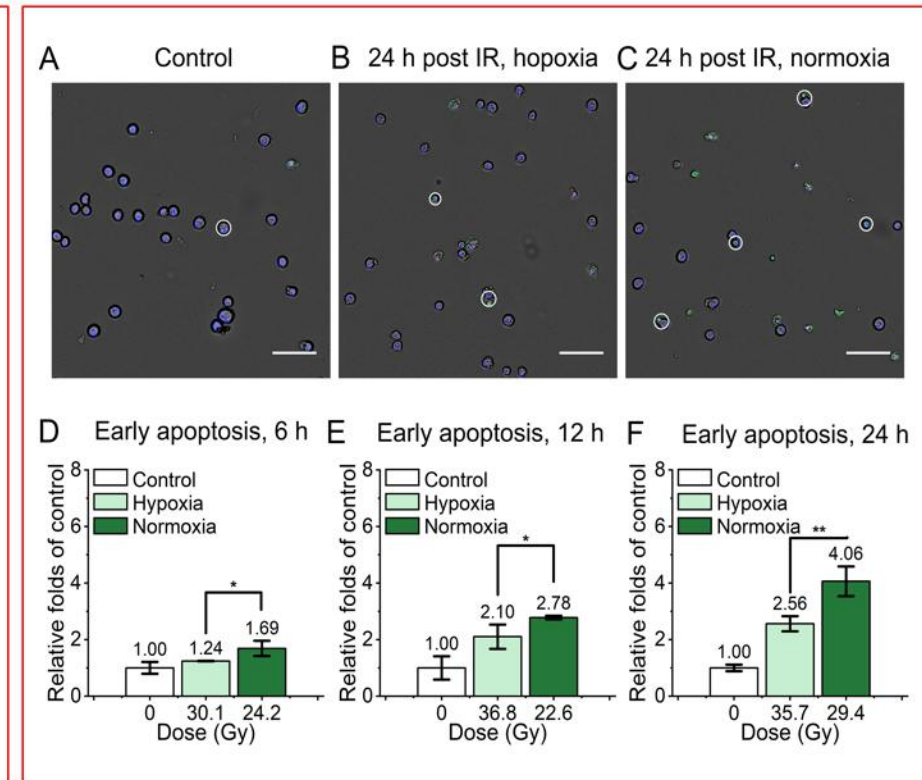 A Control
B 24 h post IR, hopoxia
C 24 h post IR, normoxia
D Early apoptosis, 6 h
Relative folds of control
8
6
4
2
0
Control
Hypoxia
Normoxia
*
1.00
1.24
1.69
0 30.1 24.2
Dose (Gy)
E Early apoptosis, 12 h
Relative folds of control
8
6
4
2
0
Control
Hypoxia
Normoxia
*
1.00
2.10
2.78
0 36.8 22.6
Dose (Gy)
F Early apoptosis, 24 h
Relative folds of control
8
6
4
2
0
Control
Hypoxia
Normoxia
**
1.00
2.56
4.06
0 35.7 29.4
Dose (Gy)